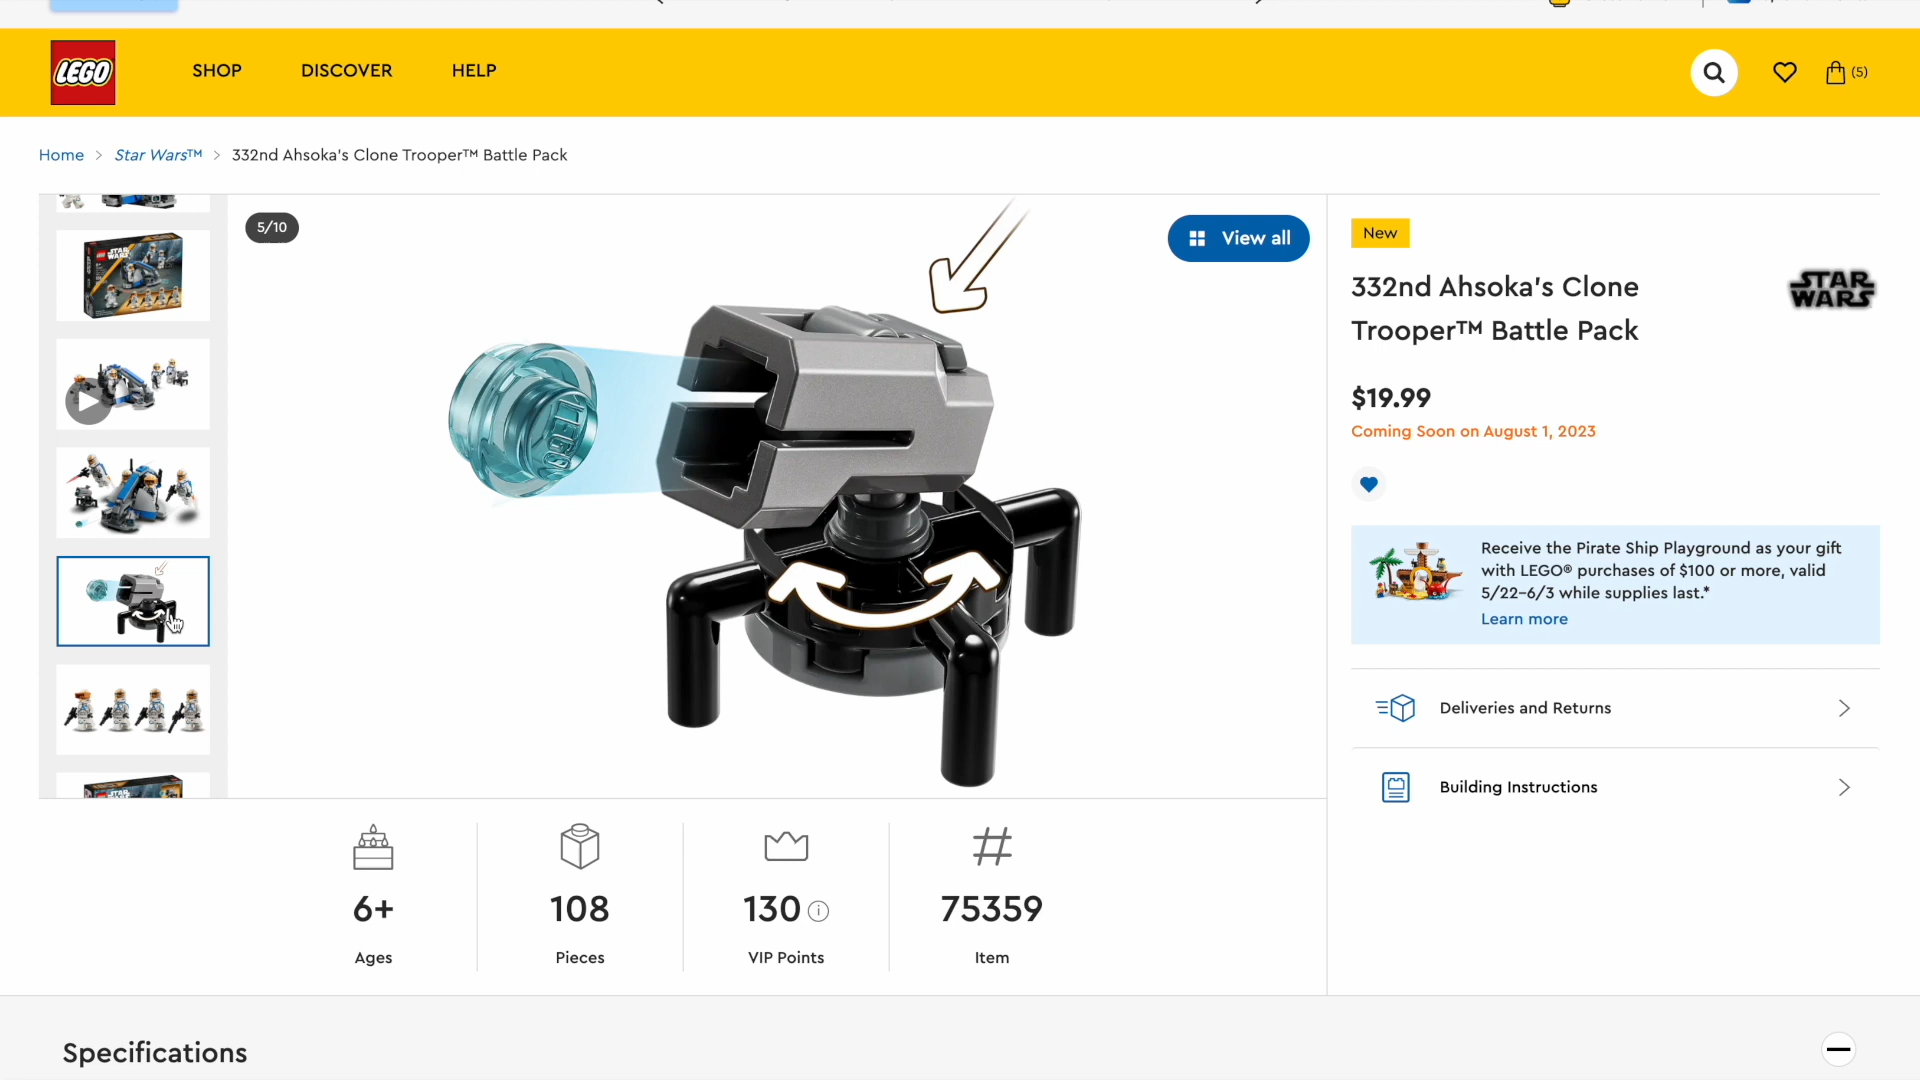 LEGO
SHOP
DISCOVER
HELP
(5)
Home > Star Wars™ > 332nd Ahsoka's Clone Trooper™ Battle Pack
5/10
View all
LEGO
New
332nd Ahsoka's Clone
Trooper™ Battle Pack
STAR
WARS
$19.99
Coming Soon on August 1, 2023
Receive the Pirate Ship Playground as your gift
with LEGO® purchases of $100 or more, valid
5/22-6/3 while supplies last.*
Learn more
Deliveries and Returns
Building Instructions
6+
Ages
108
Pieces
130
VIP Points
#
75359
Item
Specifications